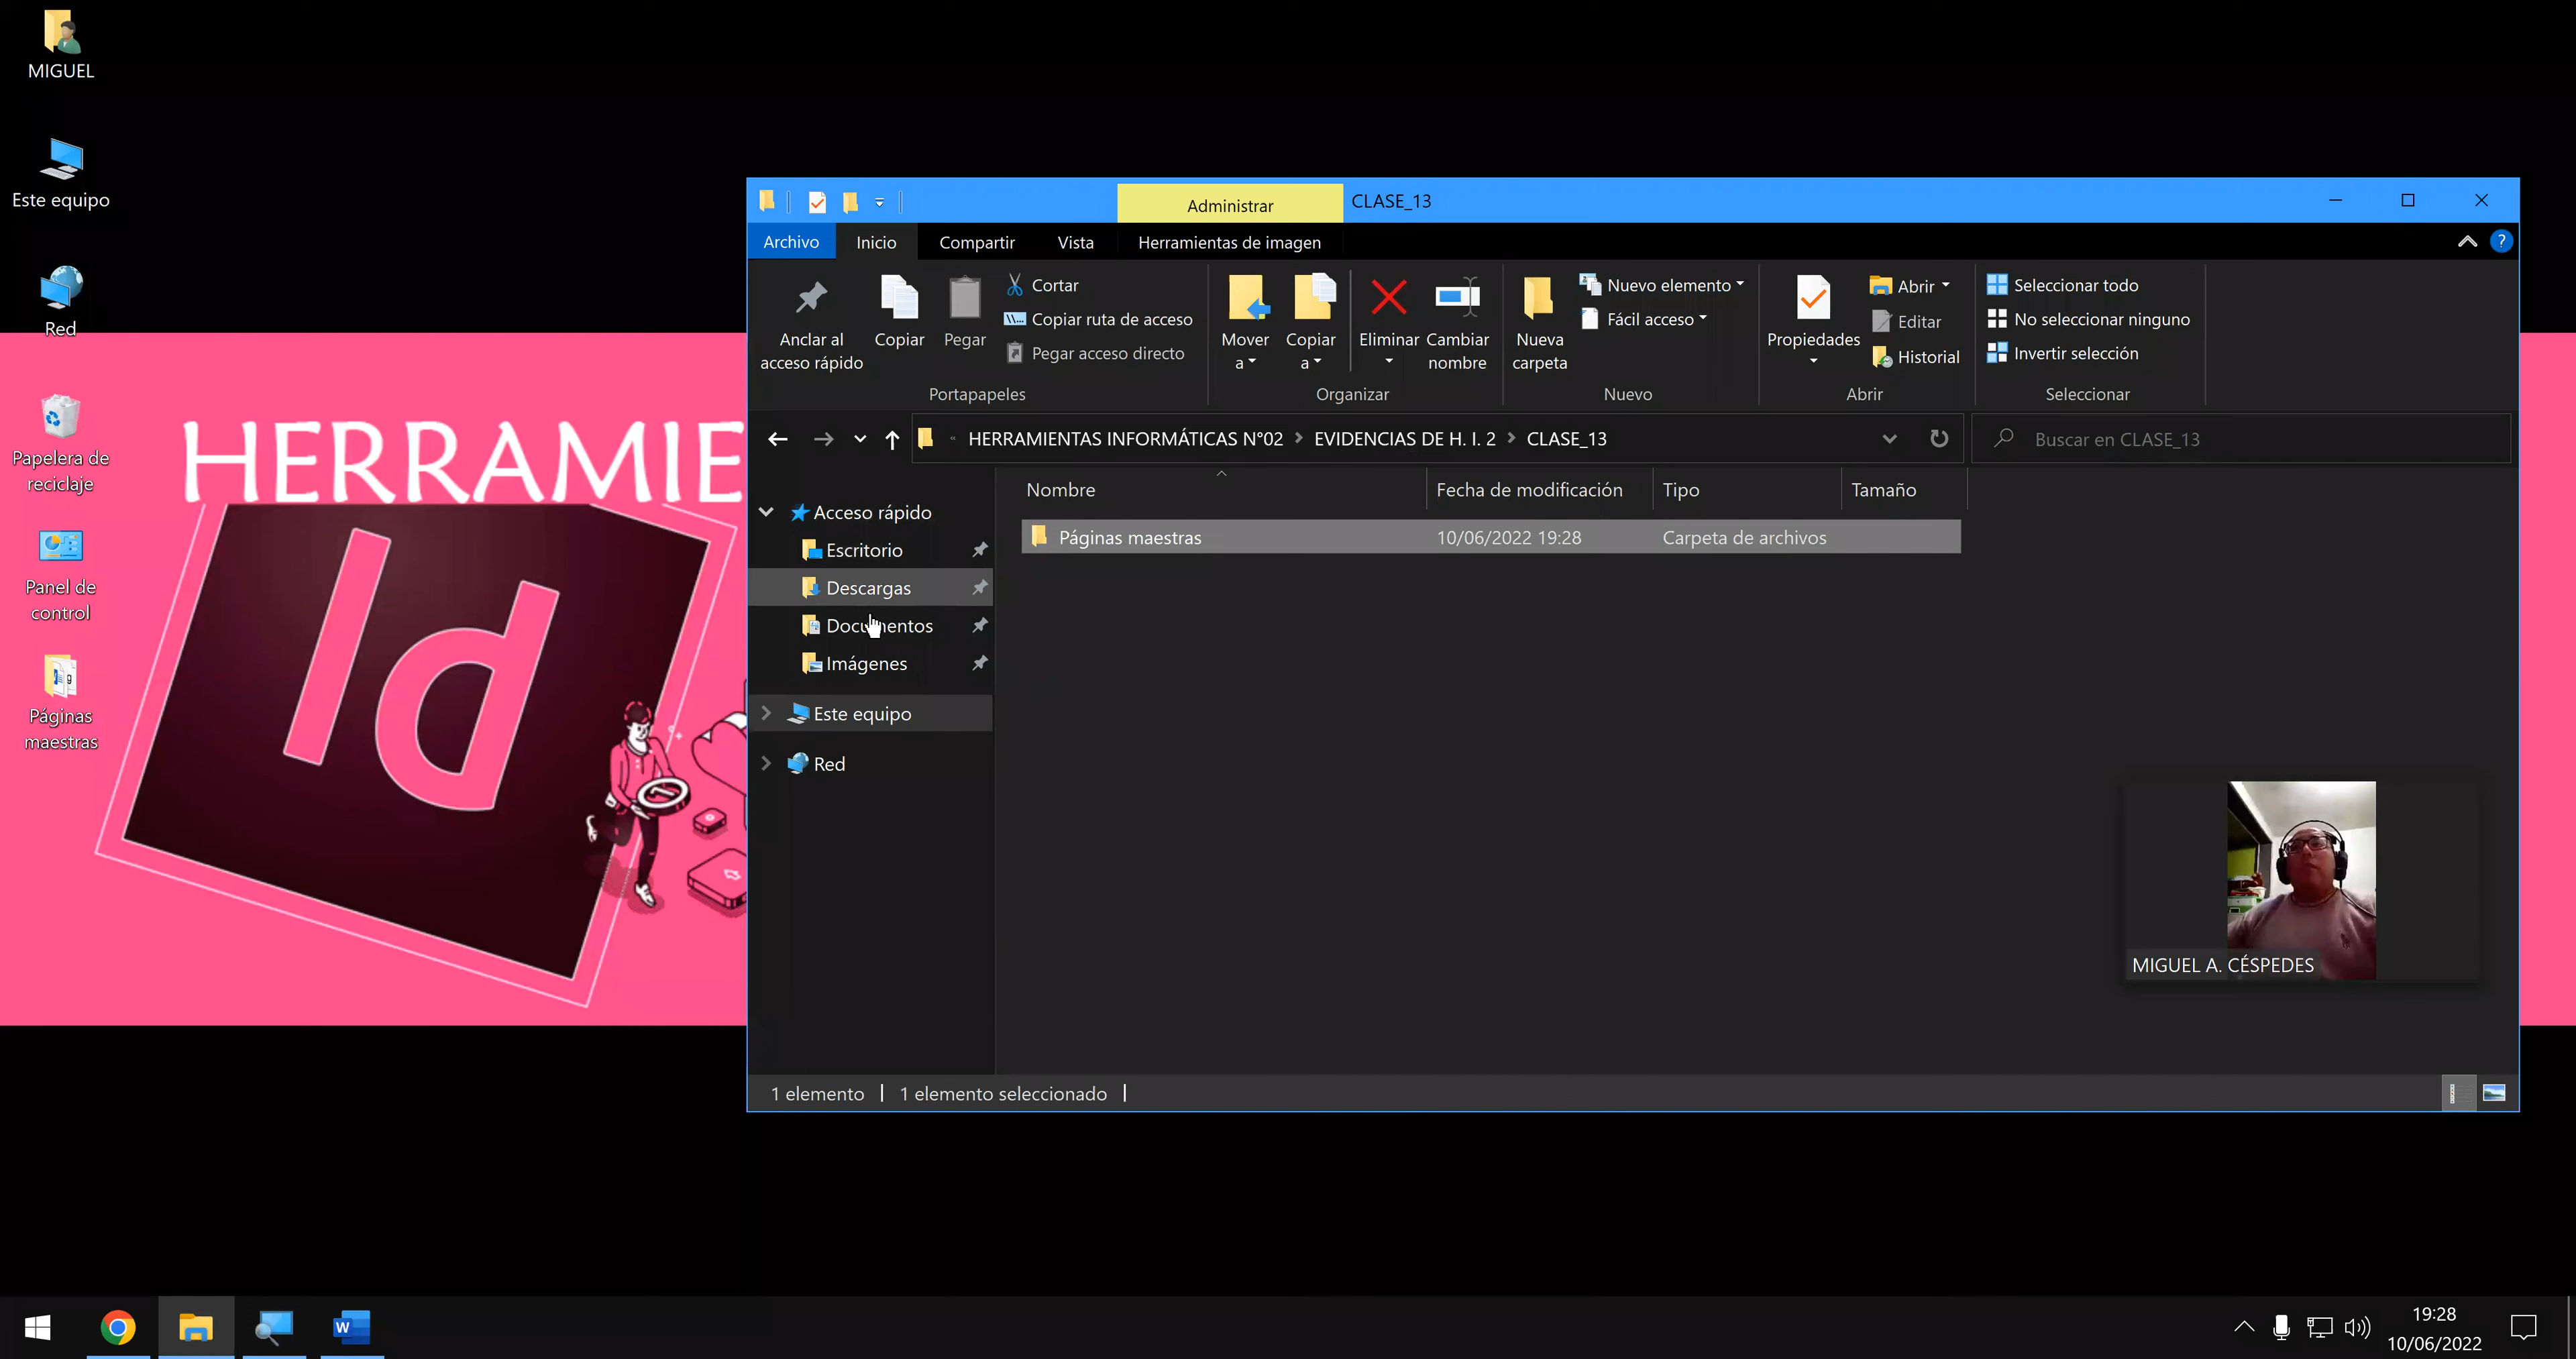 MIGUEL
Este equipo
Red
Papelera de
reciclaje
Panel de
control
Páginas
maestras
HERRAMIE
Id
Administrar
CLASE_13
Archivo
Inicio
Compartir
Vista
Herramientas de imagen
?
Anclar al
acceso rápido
Copiar
Pegar
Cortar
Copiar ruta de acceso
Pegar acceso directo
Portapapeles
Mover
a
Copiar
a
Eliminar
Cambiar
nombre
Organizar
Nueva
carpeta
Nuevo elemento
Fácil acceso
Nuevo
Propiedades
Abrir
Editar
Historial
Abrir
Seleccionar todo
No seleccionar ninguno
Invertir selección
Seleccionar
« HERRAMIENTAS INFORMÁTICAS N°02 > EVIDENCIAS DE H. I. 2 > CLASE_13
Buscar en CLASE_13
Nombre
Fecha de modificación
Tipo
Tamaño
Acceso rápido
Escritorio
Descargas
Documentos
Imágenes
Este equipo
Red
Páginas maestras
10/06/2022 19:28
Carpeta de archivos
MIGUEL A. CÉSPEDES
1 elemento
1 elemento seleccionado
W
19:28
10/06/2022